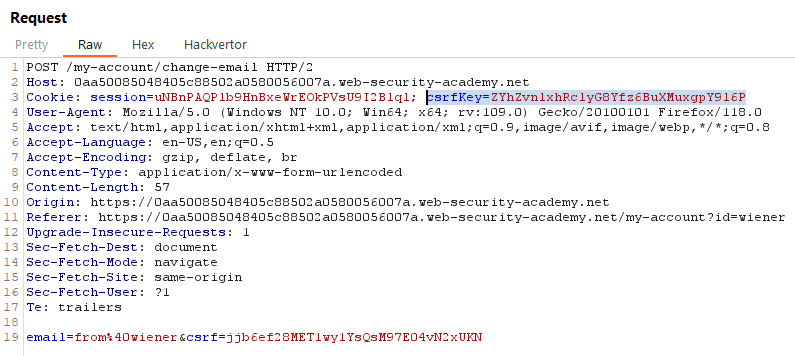 Request
Pretty Raw Hex Hackvertor
1 POST /my-account/change-email HTTP/2
2 Host: 0aa50085048405c88502a0580056007a.web-security-academy.net
3 Cookie: session=uNBnPAQPlb9HnBxeWrEOkPVsU9I2Blql; csrfKey=ZYhZvnlxhRclyG8Yfz6BuXMuxgpY9l6P
4 User-Agent: Mozilla/5.0 (Windows NT 10.0; Win64; x64; rv:109.0) Gecko/20100101 Firefox/118.0
5 Accept: text/html,application/xhtml+xml,application/xml;q=0.9,image/avif,image/webp,*/*;q=0.8
6 Accept-Language: en-US,en;q=0.5
7 Accept-Encoding: gzip, deflate, br
8 Content-Type: application/x-www-form-urlencoded
9 Content-Length: 57
10 Origin: https://0aa50085048405c88502a0580056007a.web-security-academy.net
11 Referer: https://0aa50085048405c88502a0580056007a.web-security-academy.net/my-account?id=wiener
12 Upgrade-Insecure-Requests: 1
13 Sec-Fetch-Dest: document
14 Sec-Fetch-Mode: navigate
15 Sec-Fetch-Site: same-origin
16 Sec-Fetch-User: ?1
17 Te: trailers
18
19 email=from%40wiener&csrf=jjb6ef28MET1wy1YsQsM97E04vN2xUKN